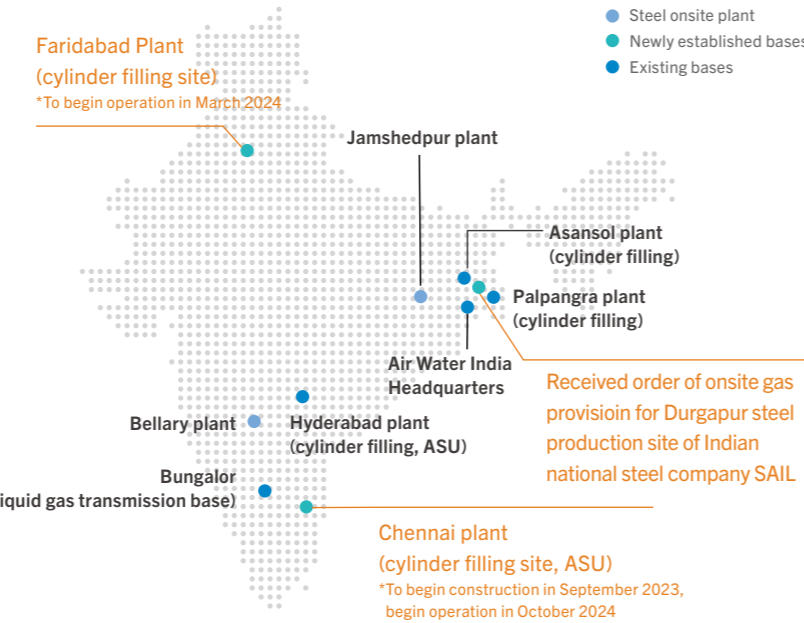 Steel onsite plant
Newly established bases
Existing bases
Faridabad Plant
(cylinder filling site)
*To begin operation in March 2024
Jamshedpur plant
Asansol plant
(cylinder filling)
Palpangra plant
(cylinder filling)
Air Water India
Headquarters
Received order of onsite gas
provisioin for Durgapur steel
production site of Indian
national steel company SAIL
Bellary plant
Hyderabad plant
(cylinder filling, ASU)
Bungalor
iquid gas transmission base)
Chennai plant
(cylinder filling site, ASU)
*To begin construction in September 2023,
begin operation in October 2024